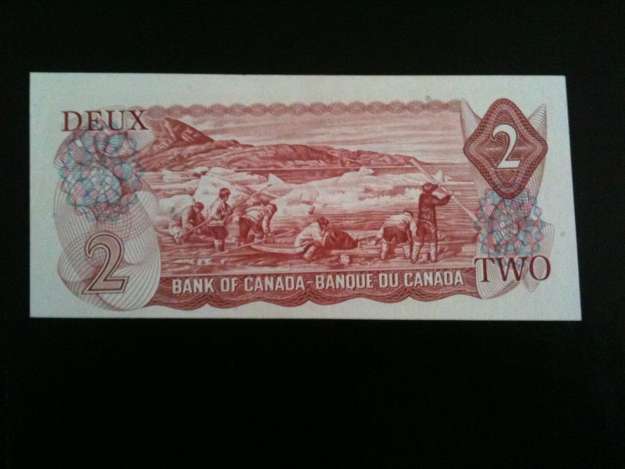 DEUX
2
2
BANK OF CANADA-BANQUE DU CANADA
TWO